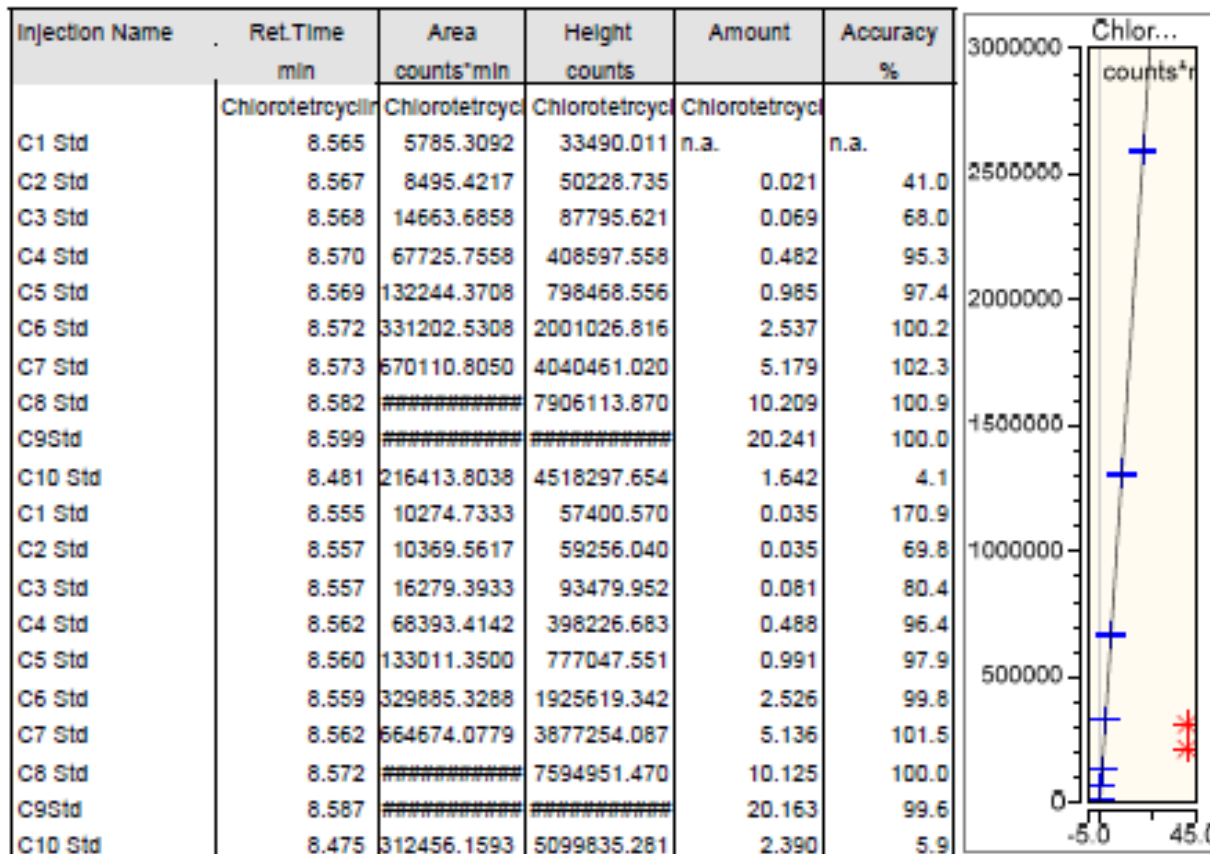 Injection Name Ret.Time Area Height Amount Accuracy
min counts*min counts counts %
Chlorotetrcyclin Chlorotetrcycl Chlorotetrcycl Chlorotetrcycl
C1 Std 8.565 5785.3092 33490.011 n.a. n.a.
C2 Std 8.567 8495.4217 50228.735 0.021 41.0
C3 Std 8.568 14663.6858 87795.621 0.069 68.0
C4 Std 8.570 67725.7558 408597.558 0.482 95.3
C5 Std 8.569 132244.3708 798468.556 0.985 97.4
C6 Std 8.572 331202.5308 2001026.816 2.537 100.2
C7 Std 8.573 670110.8050 4040461.020 5.179 102.3
C8 Std 8.582 ########### 7906113.870 10.209 100.9
C9Std 8.599 ########### ########### 20.241 100.0
C10 Std 8.481 216413.8038 4518297.654 1.642 4.1
C1 Std 8.555 10274.7333 57400.570 0.035 170.9
C2 Std 8.557 10369.5617 59256.040 0.035 69.8
C3 Std 8.557 16279.3933 93479.952 0.081 80.4
C4 Std 8.562 68393.4142 398226.683 0.488 96.4
C5 Std 8.560 133011.3500 777047.551 0.991 97.9
C6 Std 8.559 329885.3288 1925619.342 2.526 99.8
C7 Std 8.562 664674.0779 3877254.087 5.136 101.5
C8 Std 8.572 ########### 7594951.470 10.125 100.0
C9Std 8.587 ########### ########### 20.163 99.6
C10 Std 8.475 312456.1593 5099835.281 2.390 5.9
Chlor...
counts*r
3000000
2500000
2000000
1500000
1000000
500000
0
-5.0 45.0